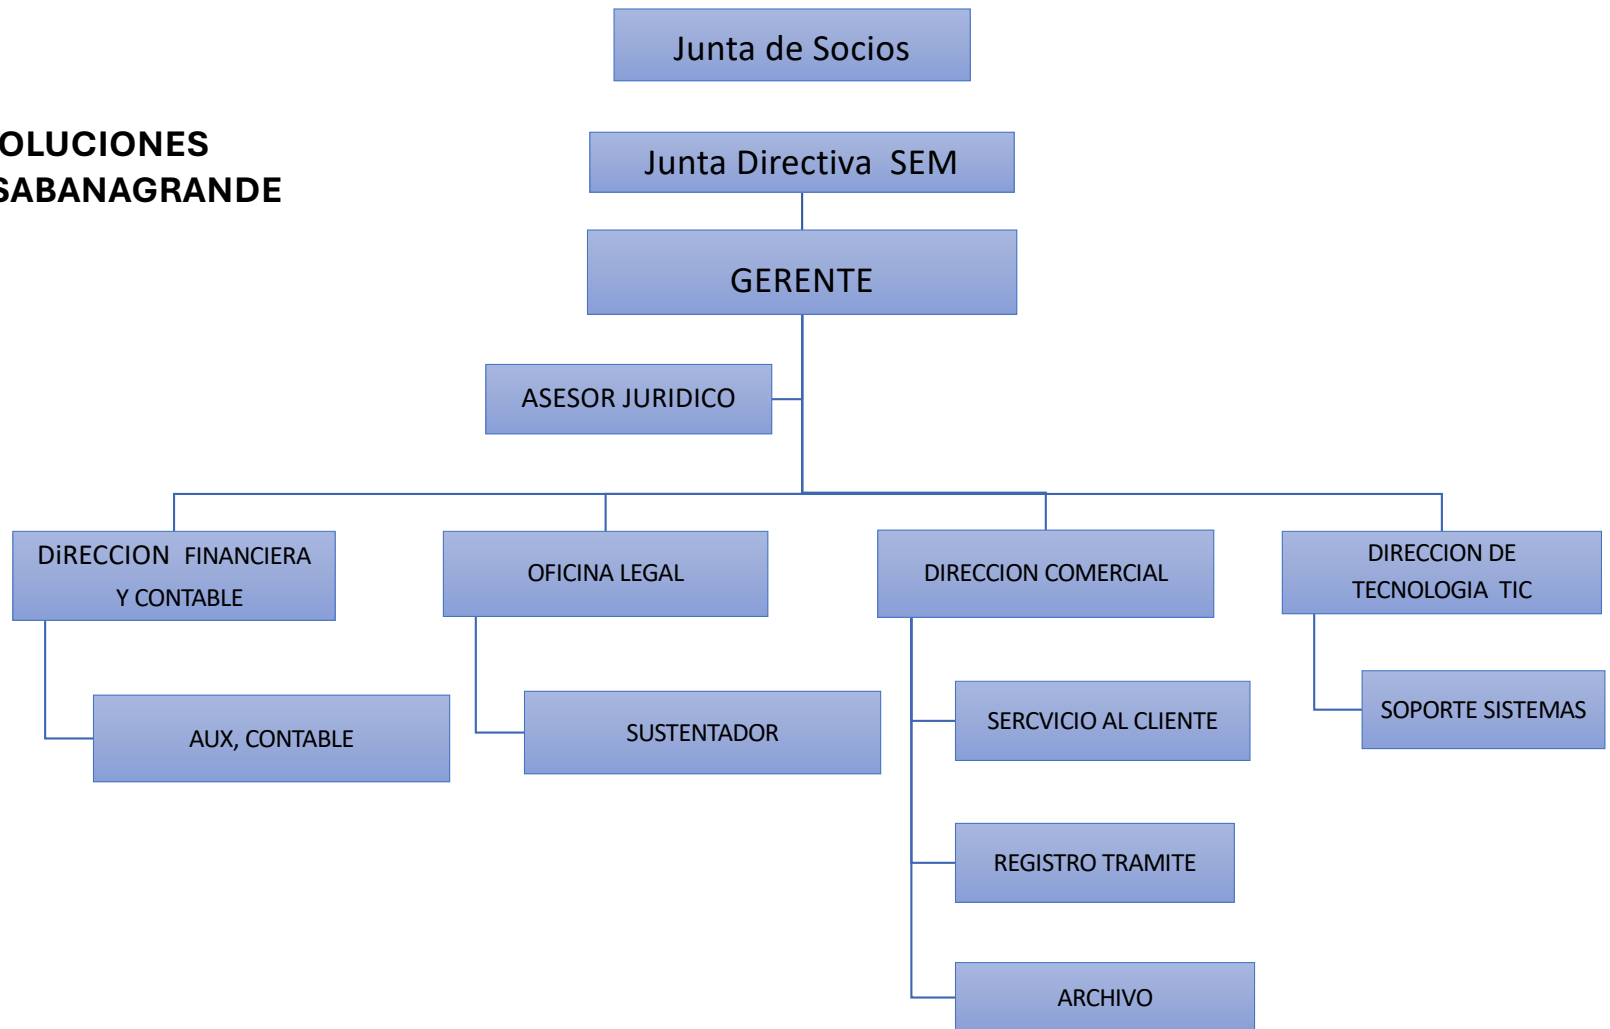 Junta de Socios
OLUCIONES
SABANAGRANDE
Junta Directiva  SEM
GERENTE
ASESOR JURIDICO
DiRECCION  FINANCIERA
Y CONTABLE
OFICINA LEGAL
DIRECCION COMERCIAL
DIRECCION DE
TECNOLOGIA  TIC
AUX, CONTABLE
SUSTENTADOR
SERCVICIO AL CLIENTE
SOPORTE SISTEMAS
REGISTRO TRAMITE
ARCHIVO